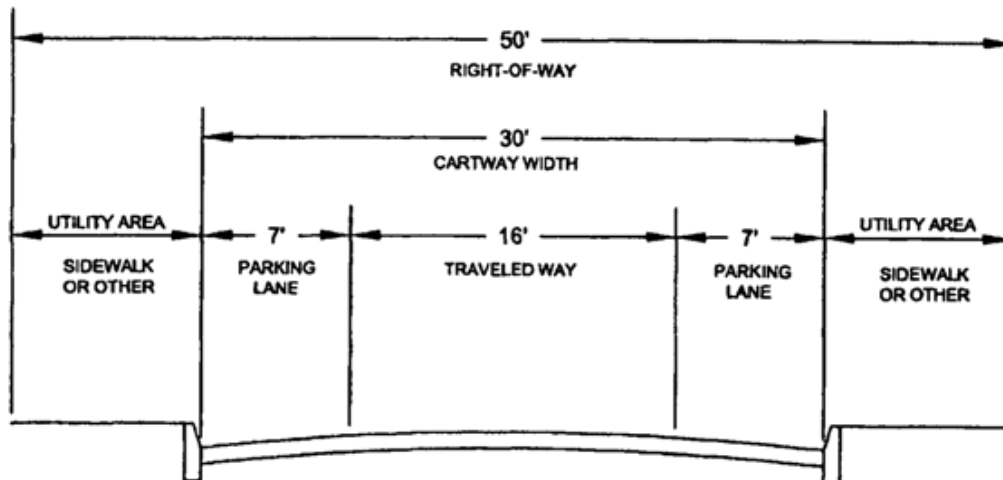 50'
RIGHT-OF-WAY
30'
CARTWAY WIDTH
UTILITY AREA
7'
16'
7'
UTILITY AREA
SIDEWALK
OR OTHER
PARKING
LANE
TRAVELED WAY
PARKING
LANE
SIDEWALK
OR OTHER